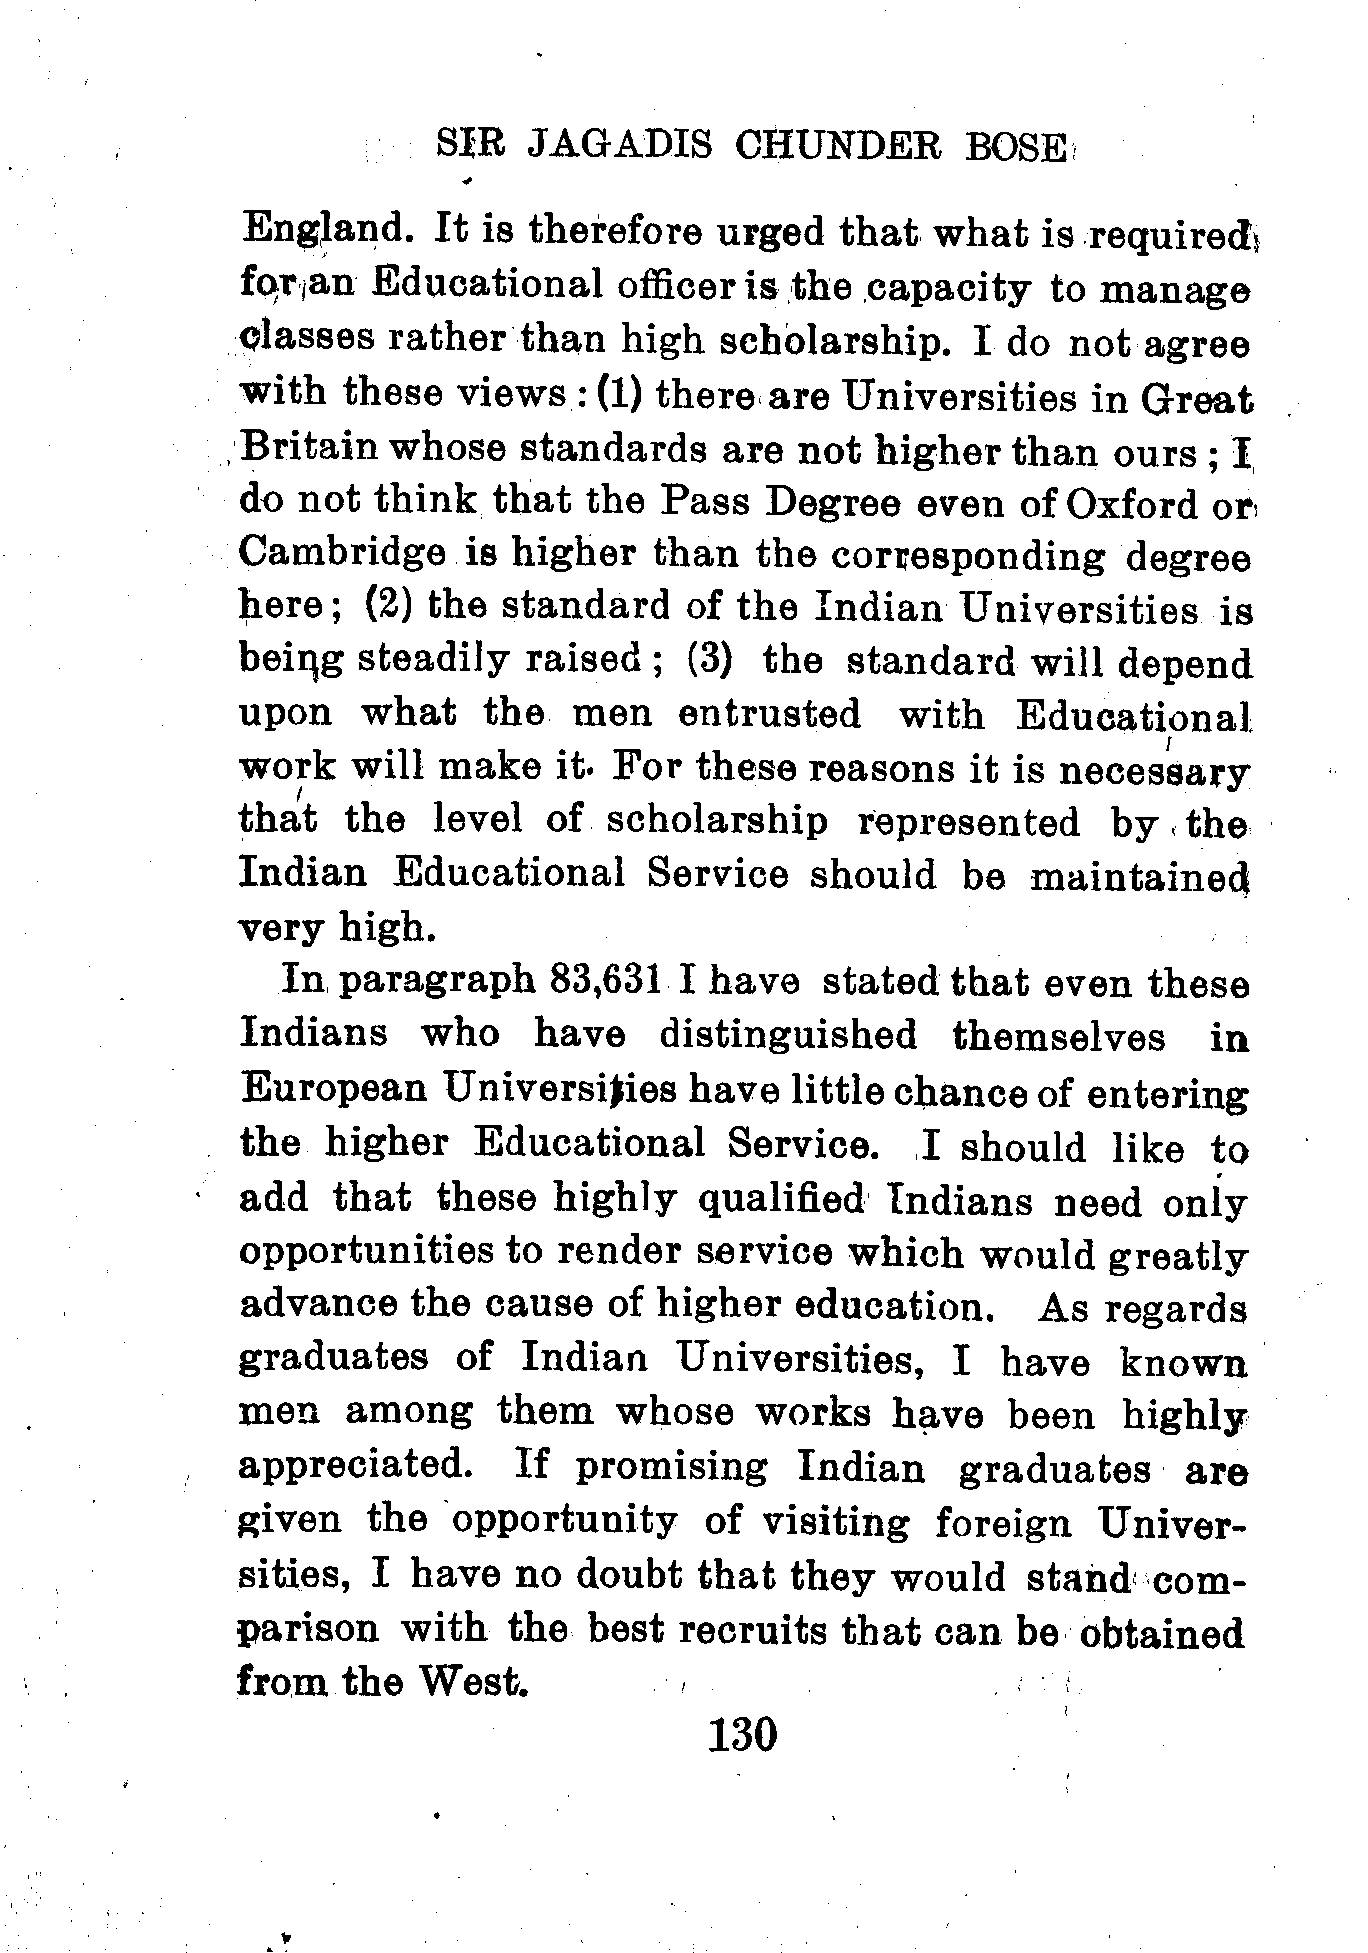 SIR JAGADIS CHUNDER BOSE
England. It is therefore urged that what is required
for an Educational officer is the capacity to manage
classes rather than high scholarship. I do not agree
with these views : (1) there are Universities in Great
Britain whose standards are not higher than ours ; I
do not think that the Pass Degree even of Oxford or
Cambridge is higher than the corresponding degree
here ; (2) the standard of the Indian Universities is
being steadily raised ; (3) the standard will depend
upon what the men entrusted with Educational
work will make it. For these reasons it is necessary
that the level of scholarship represented by the
Indian Educational Service should be maintained
very high.
In paragraph 83,631 I have stated that even these
Indians who have distinguished themselves in
European Universities have little chance of entering
the higher Educational Service. I should like to
add that these highly qualified Indians need only
opportunities to render service which would greatly
advance the cause of higher education. As regards
graduates of Indian Universities, I have known
men among them whose works have been highly
appreciated. If promising Indian graduates are
given the opportunity of visiting foreign Univer-
sities, I have no doubt that they would stand com-
parison with the best recruits that can be obtained
from the West.
130